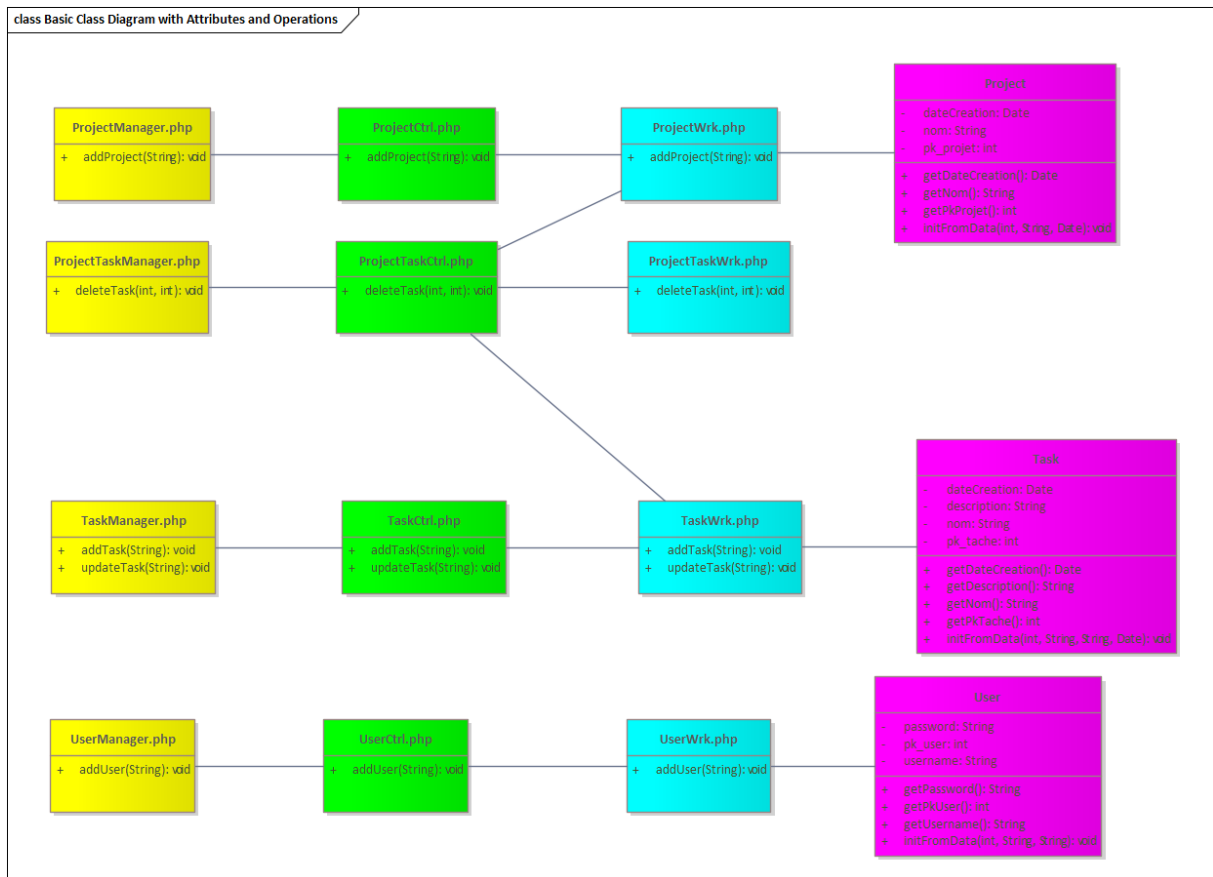 class Basic Class Diagram with Attributes and Operations
ProjectManager.php
+ addProject(String): void
ProjectCtrl.php
+ addProject(String): void
ProjectWrk.php
+ addProject(String): void
Project
- dateCreation: Date
- nom: String
- pk_projet: int
+ getDateCreation(): Date
+ getNom(): String
+ getPkProjet(): int
+ initFromData(int, String, Date): void
ProjectTaskManager.php
+ deleteTask(int, int): void
ProjectTaskCtrl.php
+ deleteTask(int, int): void
ProjectTaskWrk.php
+ deleteTask(int, int): void
TaskManager.php
+ addTask(String): void
+ updateTask(String): void
TaskCtrl.php
+ addTask(String): void
+ updateTask(String): void
TaskWrk.php
+ addTask(String): void
+ updateTask(String): void
Task
- dateCreation: Date
- description: String
- nom: String
- pk_tache: int
+ getDateCreation(): Date
+ getDescription(): String
+ getNom(): String
+ getPkTache(): int
+ initFromData(int, String, String, Date): void
UserManager.php
+ addUser(String): void
UserCtrl.php
+ addUser(String): void
UserWrk.php
+ addUser(String): void
User
- password: String
- pk_user: int
- username: String
+ getPassword(): String
+ getPkUser(): int
+ getUsername(): String
+ initFromData(int, String, String): void